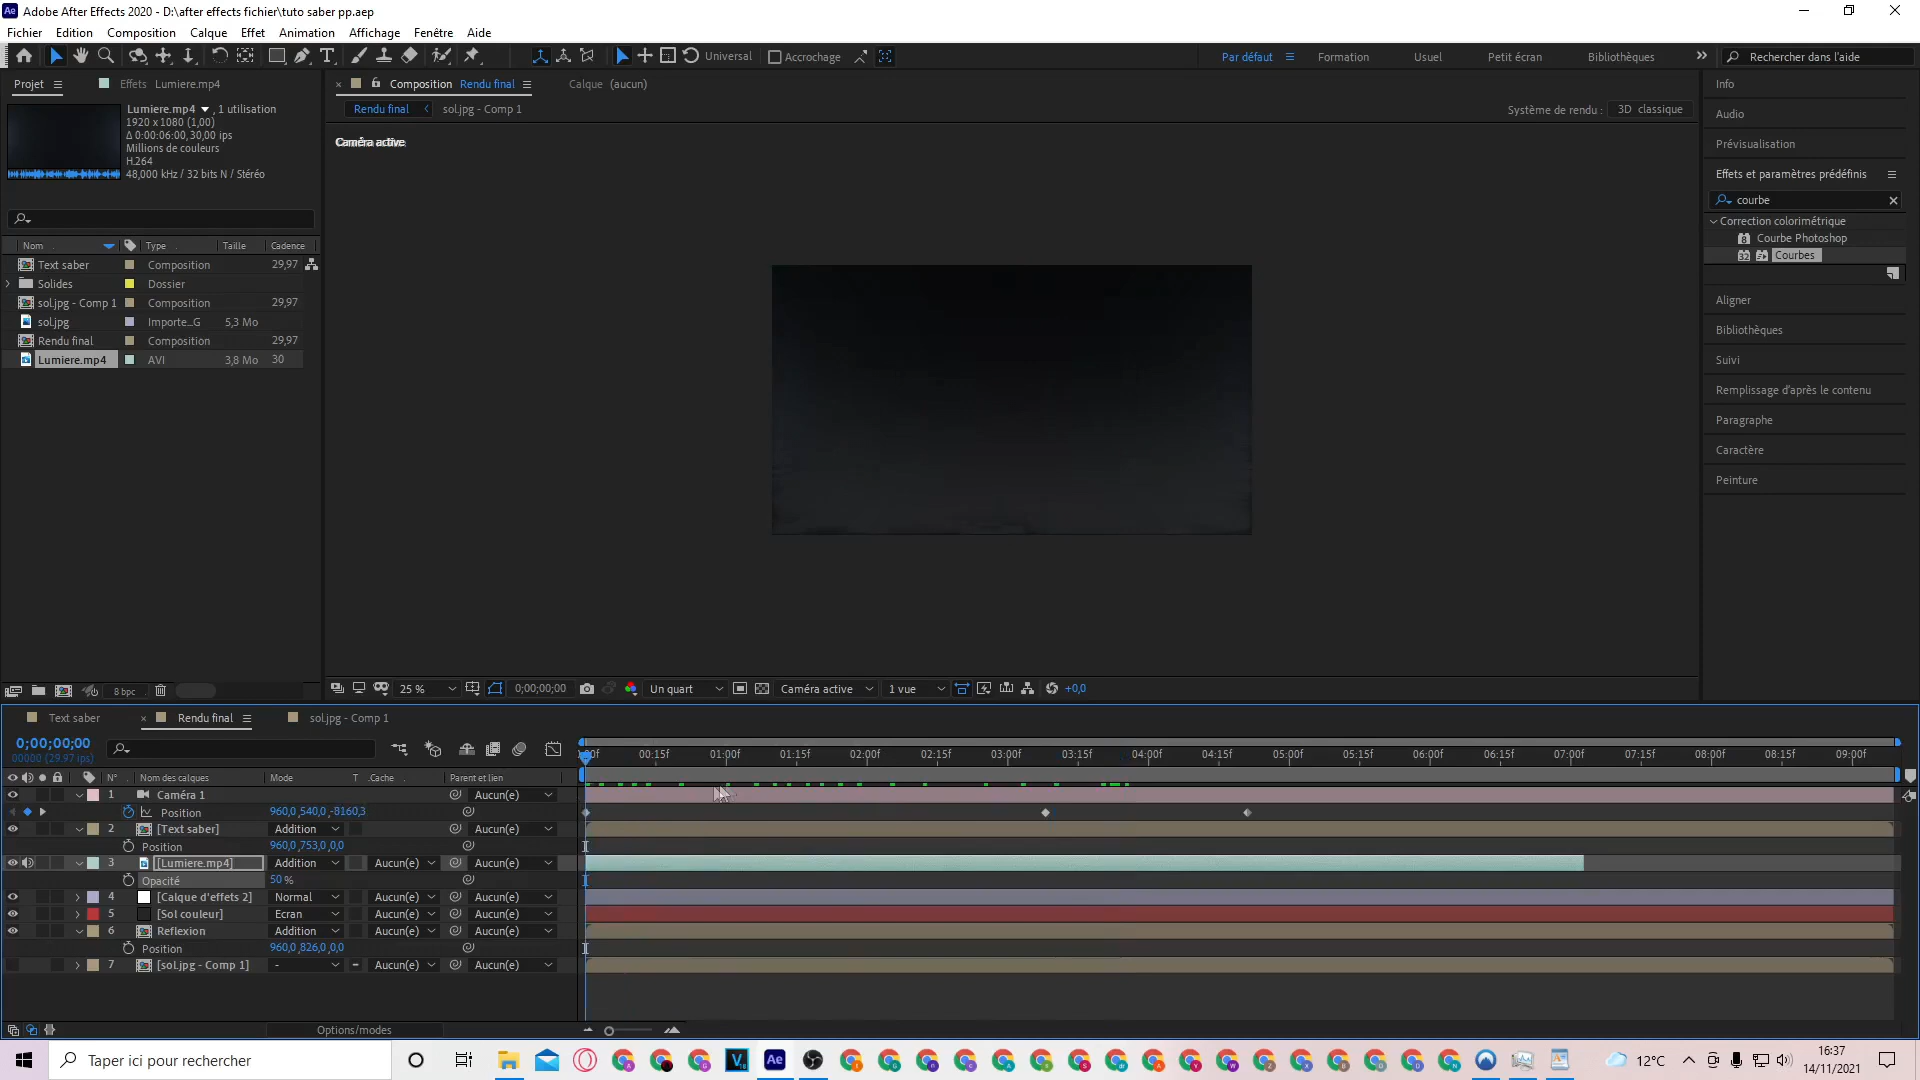 Adobe After Effects 2020 - D:\after effects fichier\tuto saber pp.aep
Fichier Edition Composition Calque Effet Animation Affichage Fenêtre Aide
Universal Accrochage Par défaut Formation Usuel Petit écran Bibliothèques Rechercher dans l'aide
Projet Effets Lumiere.mp4
Composition Rendu final Calque (aucun)
Rendu final sol.jpg - Comp 1 Système de rendu : 3D classique
Caméra active
Lumiere.mp4 , 1 utilisation
1920 x 1080 (1,00)
Δ 0:00:06:00, 30,00 ips
Millions de couleurs
H.264
48,000 kHz / 32 bits N / Stéréo
Nom Type Taille Cadence
Text saber Composition 29,97
Solides Dossier
sol.jpg - Comp 1 Composition 29,97
sol.jpg Importe...G 5,3 Mo
Rendu final Composition 29,97
Lumiere.mp4 AVI 3,8 Mo 30
8 bpc
Info
Audio
Prévisualisation
Effets et paramètres prédéfinis
courbe
Correction colorimétrique
8 Courbe Photoshop
32 Courbes
Aligner
Bibliothèques
Suivi
Remplissage d'après le contenu
Paragraphe
Caractère
Peinture
25 % 0;00;00;00 Un quart Caméra active 1 vue +0,0
Text saber Rendu final sol.jpg - Comp 1
0;00;00;00
00000 (29.97 ips)
00:15f 01:00f 01:15f 02:00f 02:15f 03:00f 03:15f 04:00f 04:15f 05:00f 05:15f 06:00f 06:15f 07:00f 07:15f 08:00f 08:15f 09:00f
N° Nom des calques Mode T .Cache Parent et lien
1 Caméra 1 Aucun(e)
Position 960,0 ,540,0 ,-8160,3
2 [Text saber] Addition Aucun(e)
Position 960,0 ,753,0 ,0,0
3 [Lumiere.mp4] Addition Aucun(e) Aucun(e)
Opacité 50 %
4 [Calque d'effets 2] Normal Aucun(e) Aucun(e)
5 [Sol couleur] Ecran Aucun(e) Aucun(e)
6 Reflexion Addition Aucun(e) Aucun(e)
Position 960,0 ,826,0 ,0,0
7 [sol.jpg - Comp 1] - Aucun(e) Aucun(e)
Options/modes
Taper ici pour rechercher
12°C
16:37
14/11/2021